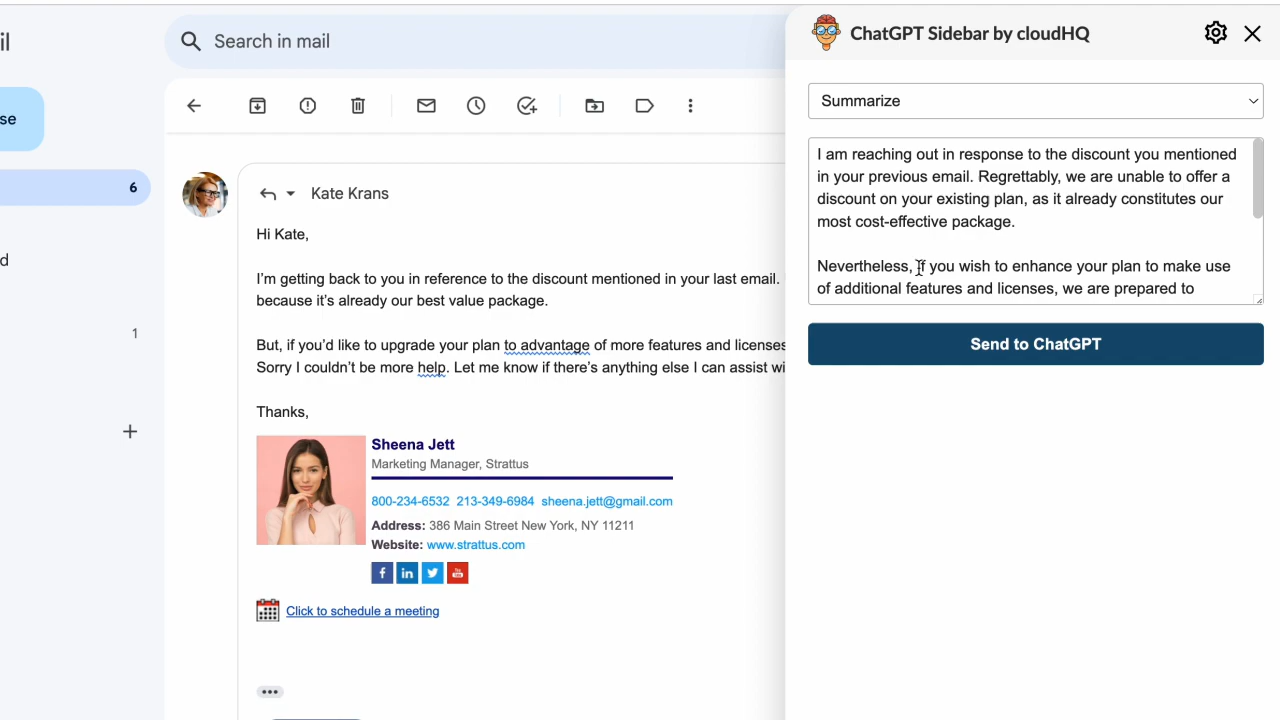 il
Search in mail
ChatGPT Sidebar by cloudHQ
se
6
d
1
Kate Krans
Hi Kate,
I'm getting back to you in reference to the discount mentioned in your last email.
because it's already our best value package.
But, if you'd like to upgrade your plan to advantage of more features and licenses
Sorry I couldn't be more help. Let me know if there's anything else I can assist wi
Thanks,
Sheena Jett
Marketing Manager, Strattus
800-234-6532 213-349-6984 sheena.jett@gmail.com
Address: 386 Main Street New York, NY 11211
Website: www.strattus.com
Click to schedule a meeting
Summarize
I am reaching out in response to the discount you mentioned
in your previous email. Regrettably, we are unable to offer a
discount on your existing plan, as it already constitutes our
most cost-effective package.
Nevertheless, if you wish to enhance your plan to make use
of additional features and licenses, we are prepared to
Send to ChatGPT